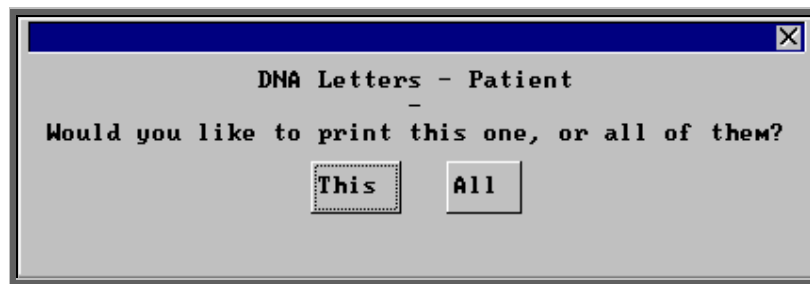 DNA Letters - Patient
-
Would you like to print this one, or all of them?
This All